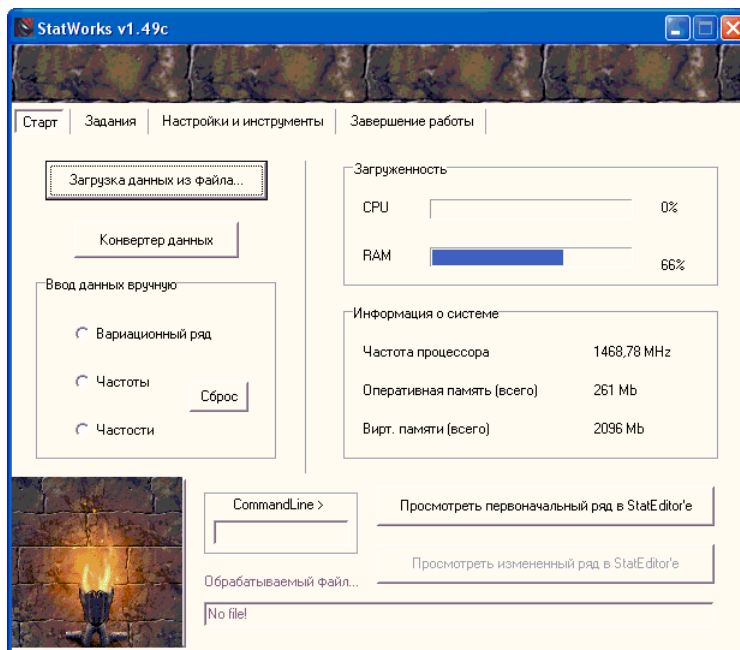 StatWorks v1.49c
Старт Задания Настройки и инструменты Завершение работы
Загрузка данных из файла...
Конвертер данных
Ввод данных вручную
Вариационный ряд
Частоты
Сброс
Частости
Загруженность
CPU 0%
RAM 66%
Информация о системе
Частота процессора 1468,78 MHz
Оперативная память (всего) 261 Mb
Вирт. памяти (всего) 2096 Mb
CommandLine >
Просмотреть первоначальный ряд в StatEditor'е
Просмотреть измененный ряд в StatEditor'е
Обрабатываемый файл...
No file!